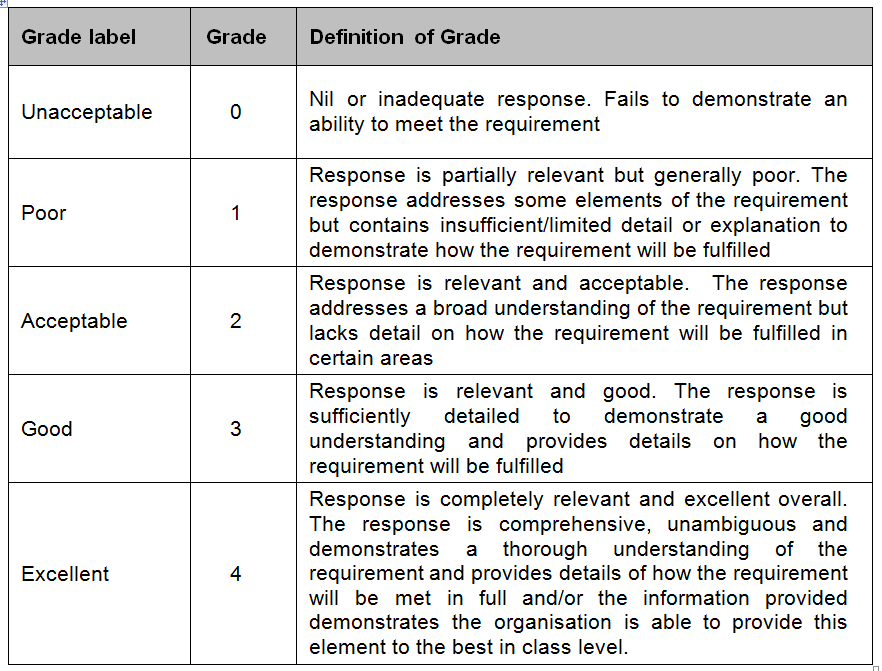 Grade label Grade Definition of Grade
Unacceptable 0 Nil or inadequate response. Fails to demonstrate an
ability to meet the requirement
Poor 1 Response is partially relevant but generally poor. The
response addresses some elements of the requirement
but contains insufficient/limited detail or explanation to
demonstrate how the requirement will be fulfilled
Acceptable 2 Response is relevant and acceptable. The response
addresses a broad understanding of the requirement but
lacks detail on how the requirement will be fulfilled in
certain areas
Good 3 Response is relevant and good. The response is
sufficiently detailed to demonstrate a good
understanding and provides details on how the
requirement will be fulfilled
Excellent 4 Response is completely relevant and excellent overall.
The response is comprehensive, unambiguous and
demonstrates a thorough understanding of the
requirement and provides details of how the requirement
will be met in full and/or the information provided
demonstrates the organisation is able to provide this
element to the best in class level.